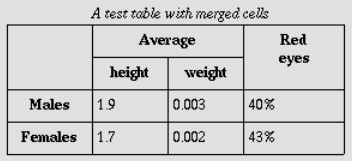 A test table with merged cells
Average Red eyes
height weight
Males 1.9 0.003 40%
Females 1.7 0.002 43%